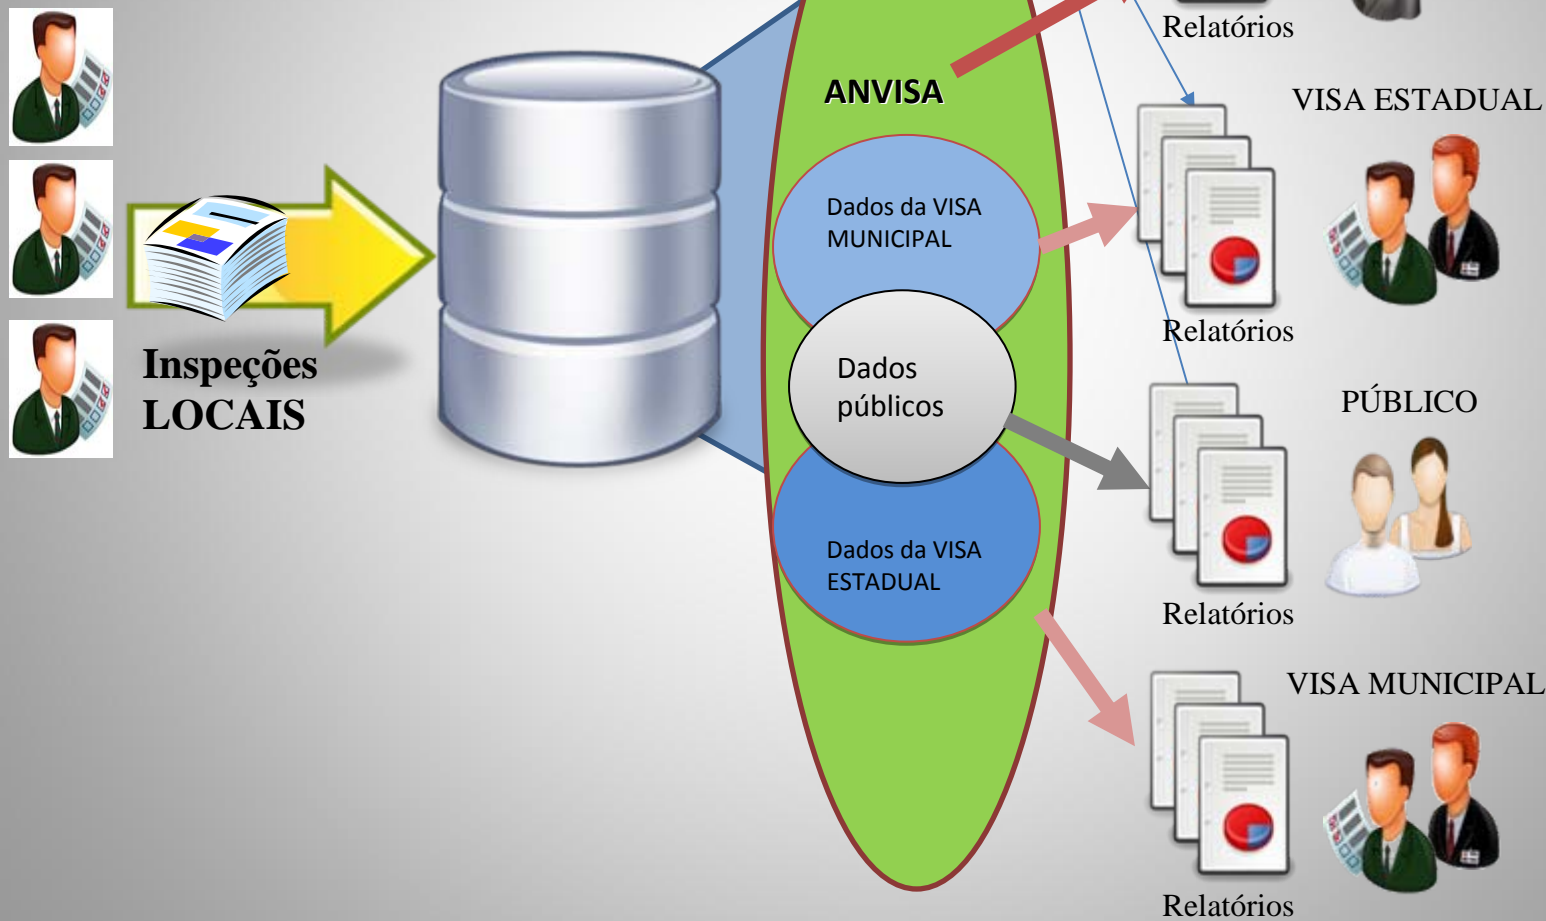 Relatórios
ANVISA
VISA ESTADUAL
Dados da VISA
MUNICIPAL
Relatórios
Inspeções
LOCAIS
Dados
públicos
PÚBLICO
Dados da VISA
ESTADUAL
Relatórios
VISA MUNICIPAL
Relatórios